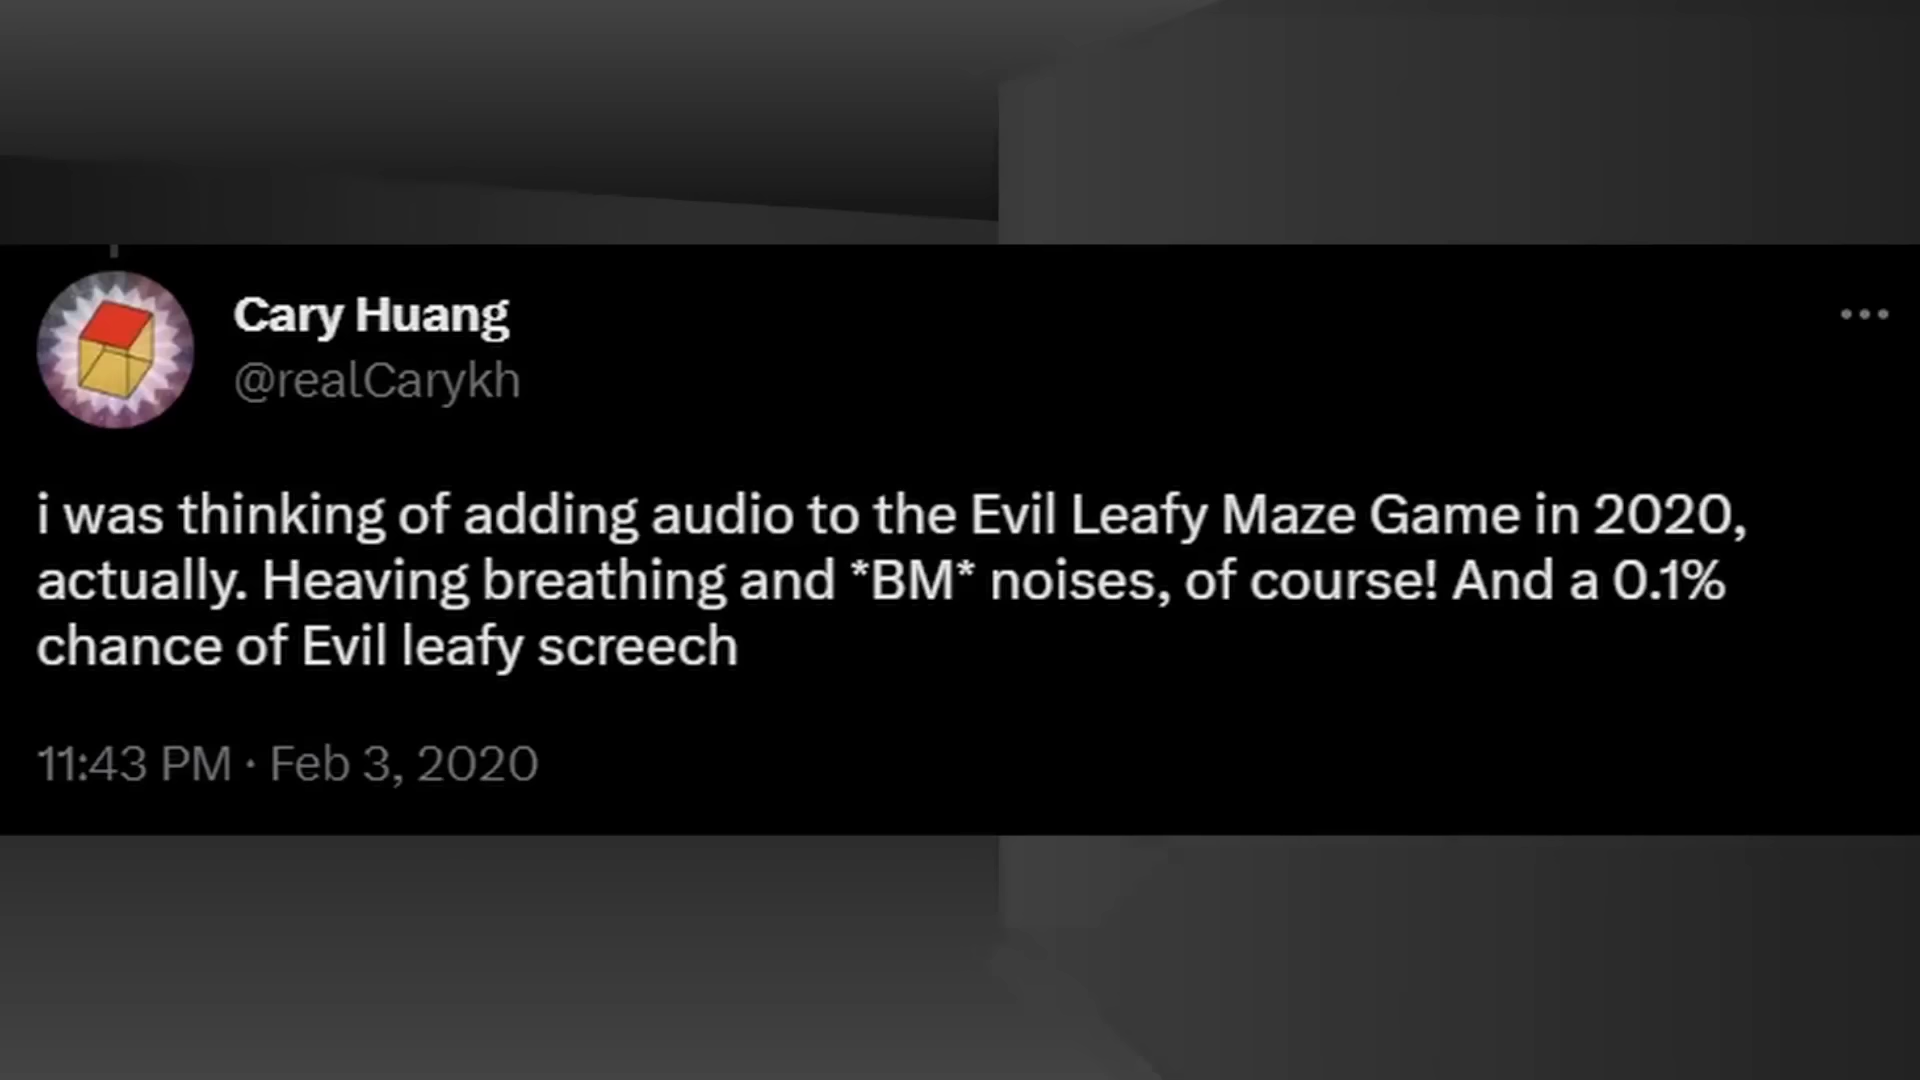 Cary Huang
@realCarykh
i was thinking of adding audio to the Evil Leafy Maze Game in 2020,
actually. Heaving breathing and *BM* noises, of course! And a 0.1%
chance of Evil leafy screech
11:43 PM · Feb 3, 2020